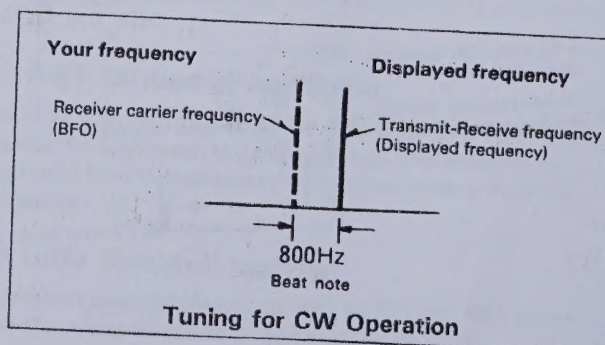 Your frequency
Displayed frequency
Receiver carrier frequency
(BFO)
Transmit-Receive frequency
(Displayed frequency)
800Hz
Beat note
Tuning for CW Operation